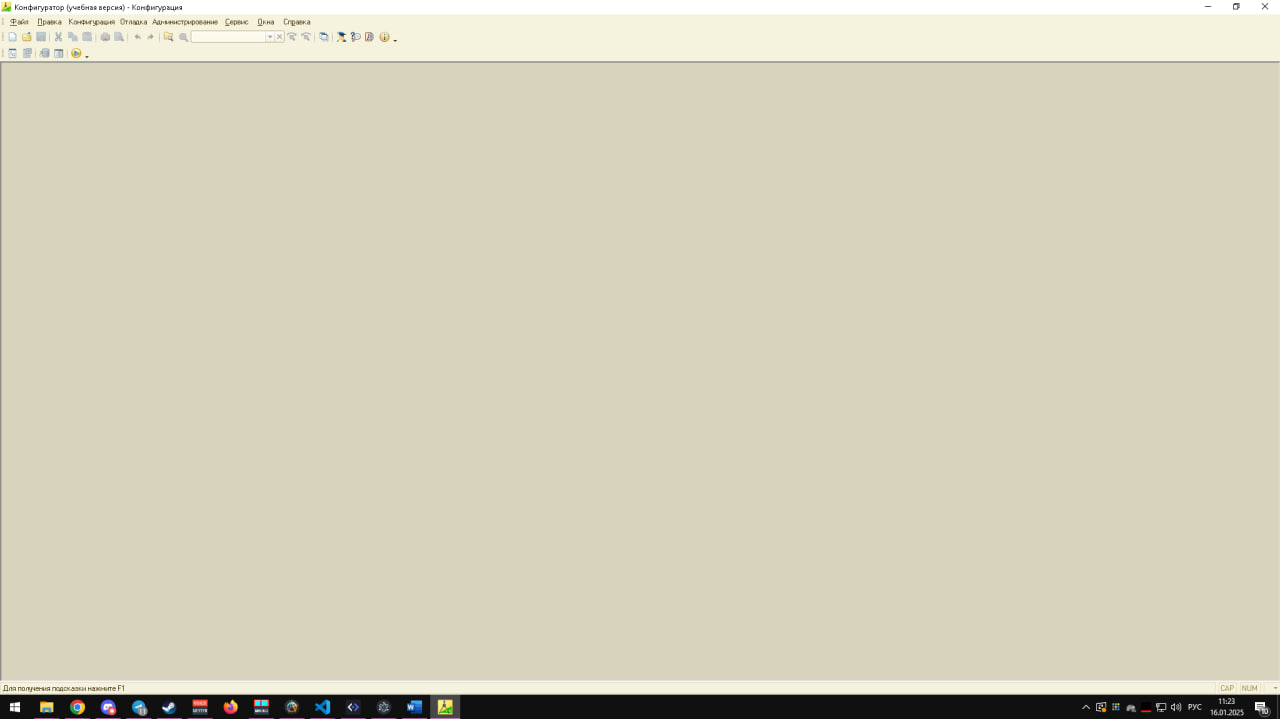 Конфигуратор (учебная версия) - Конфигурация
Файл Правка Конфигурация Отладка Администрирование Сервис Окна Справка
Для получения подсказки нажмите F1
CAP NUM
РУС
11:23
16.01.2025